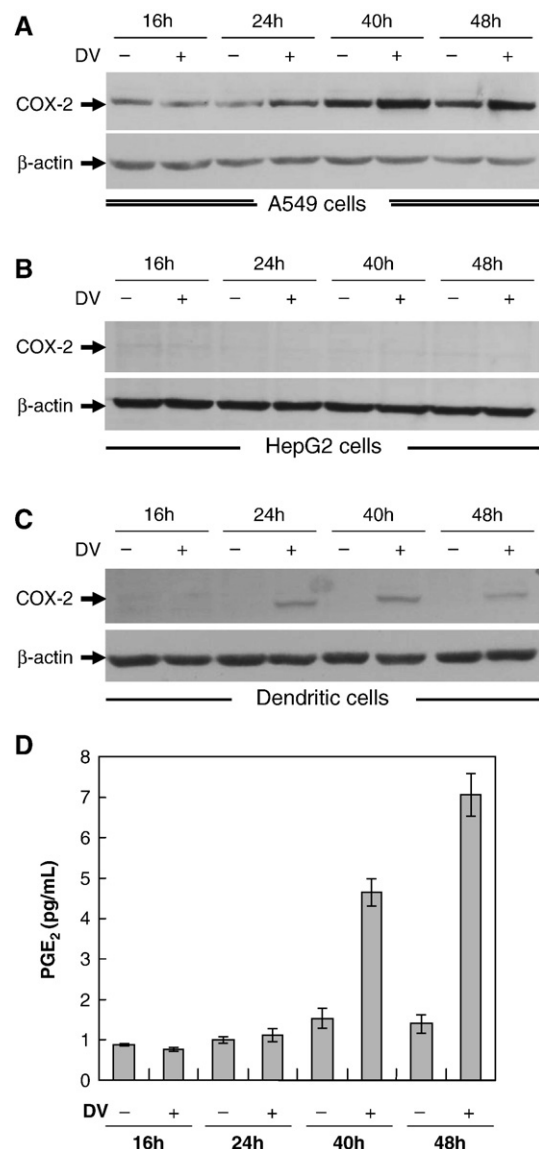 A
16h 24h 40h 48h
DV – + – + – + – +
COX-2
β-actin
A549 cells
B
16h 24h 40h 48h
DV – + – + – + – +
COX-2
β-actin
HepG2 cells
C
16h 24h 40h 48h
DV – + – + – + – +
COX-2
β-actin
Dendritic cells
D
8
7
6
5
4
3
2
1
0
PGE₂ (pg/mL)
DV – + – + – + – +
16h 24h 40h 48h